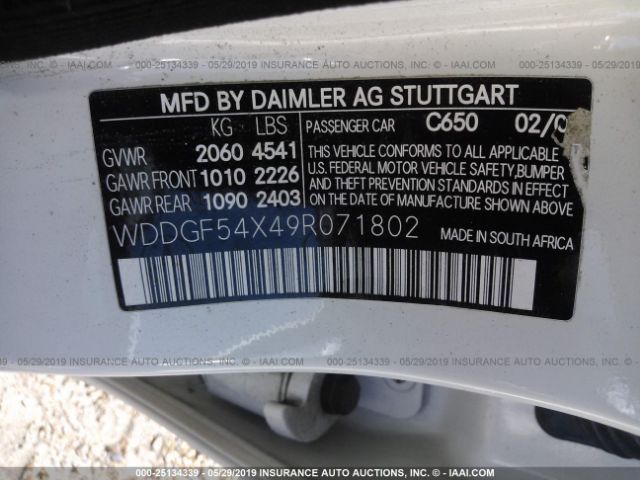 000-25134339 - 05/29/2019 INSURANCE AUTO AUCTIONS, INC. - © IAAI.COM
MFD BY DAIMLER AG STUTTGART
KG LBS PASSENGER CAR C650 02/0
GVWR 2060 4541 THIS VEHICLE CONFORMS TO ALL APPLICABLE
GAWR FRONT 1010 2226 U.S. FEDERAL MOTOR VEHICLE SAFETY, BUMPER
GAWR REAR 1090 2403 AND THEFT PREVENTION STANDARDS IN EFFECT ON THE DATE OF MANUFACTURE SHOWN ABOVE.
WDDGF54X49R071802 MADE IN SOUTH AFRICA
000-25134339 - 05/29/2019 INSURANCE AUTO AUCTIONS, INC. - © IAAI.COM
000-25134339 - 05/29/2019 INSURANCE AUTO AUCTIONS, INC. - © IAAI.COM